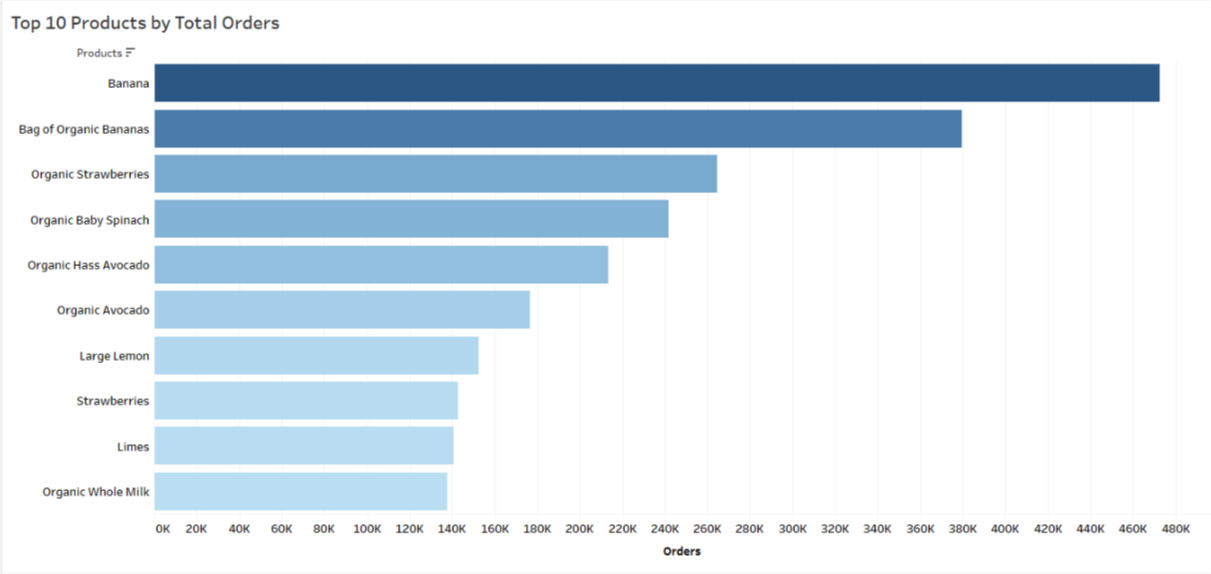 Top 10 Products by Total Orders
Products
Banana
Bag of Organic Bananas
Organic Strawberries
Organic Baby Spinach
Organic Hass Avocado
Organic Avocado
Large Lemon
Strawberries
Limes
Organic Whole Milk
0K 20K 40K 60K 80K 100K 120K 140K 160K 180K 200K 220K 240K 260K 280K 300K 320K 340K 360K 380K 400K 420K 440K 460K 480K
Orders